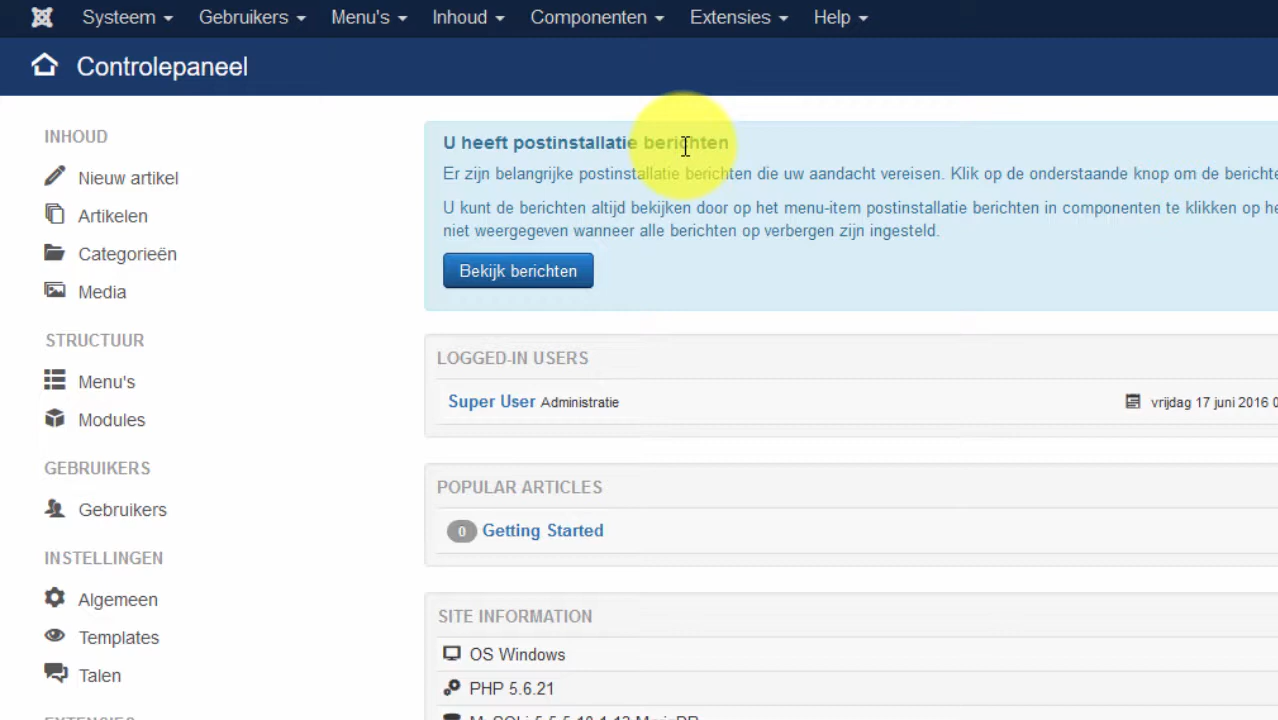 Systeem Gebruikers Menu's Inhoud Componenten Extensies Help
Controlepaneel
INHOUD
Nieuw artikel
Artikelen
Categorieën
Media
STRUCTUUR
Menu's
Modules
GEBRUIKERS
Gebruikers
INSTELLINGEN
Algemeen
Templates
Talen
U heeft postinstallatie berichten
Er zijn belangrijke postinstallatie berichten die uw aandacht vereisen. Klik op de onderstaande knop om de
U kunt de berichten altijd bekijken door op het menu-item postinstallatie berichten in componenten te klikken op
niet weergegeven wanneer alle berichten op verbergen zijn ingesteld.
Bekijk berichten
LOGGED-IN USERS
Super User Administratie
vrijdag 17 juni 2016
POPULAR ARTICLES
0 Getting Started
SITE INFORMATION
OS Windows
PHP 5.6.21